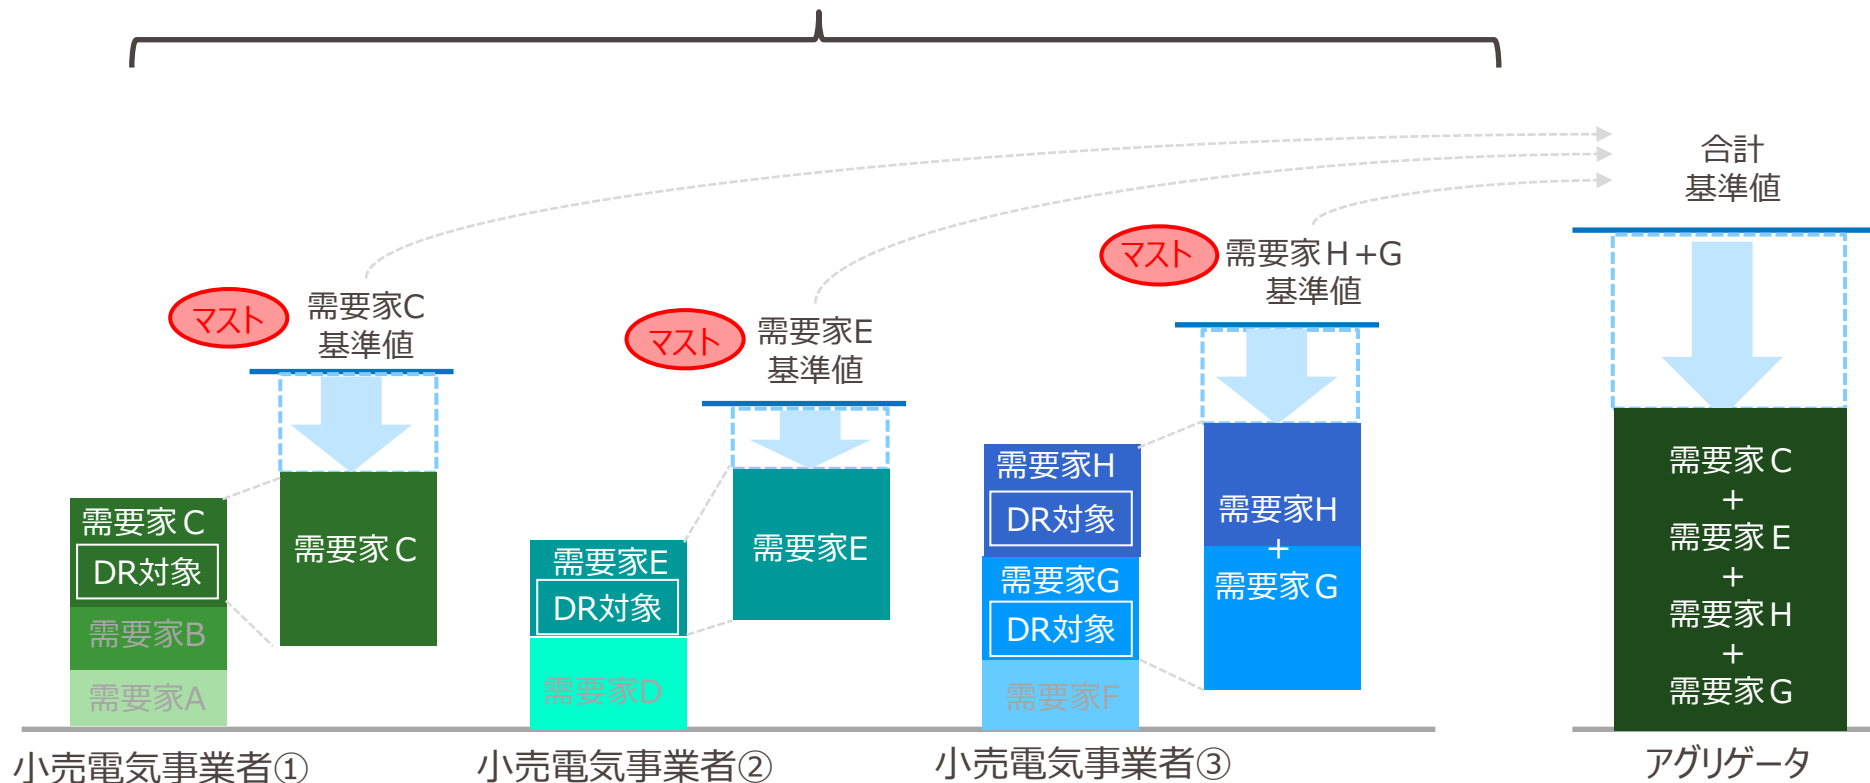 マスト
需要家C
基準値
需要家C
需要家C
DR対象
需要家B
需要家A
小売電気事業者①
マスト
需要家E
基準値
需要家E
需要家E
DR対象
需要家D
小売電気事業者②
マスト
需要家H+G
基準値
需要家H
DR対象
需要家G
DR対象
需要家F
需要家H
+
需要家G
小売電気事業者③
合計
基準値
需要家C
+
需要家E
+
需要家H
+
需要家G
アグリゲータ